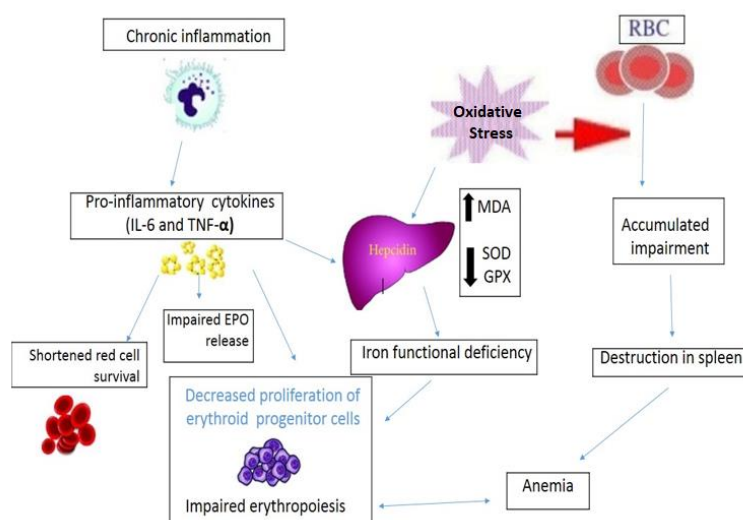 Chronic inflammation
RBC
Oxidative
Stress
Pro-inflammatory cytokines
(IL-6 and TNF-α)
MDA
SOD
GPX
Hepcidin
Accumulated
impairment
Impaired EPO
release
Shortened red cell
survival
Iron functional deficiency
Destruction in spleen
Decreased proliferation of
erythroid progenitor cells
Impaired erythropoiesis
Anemia